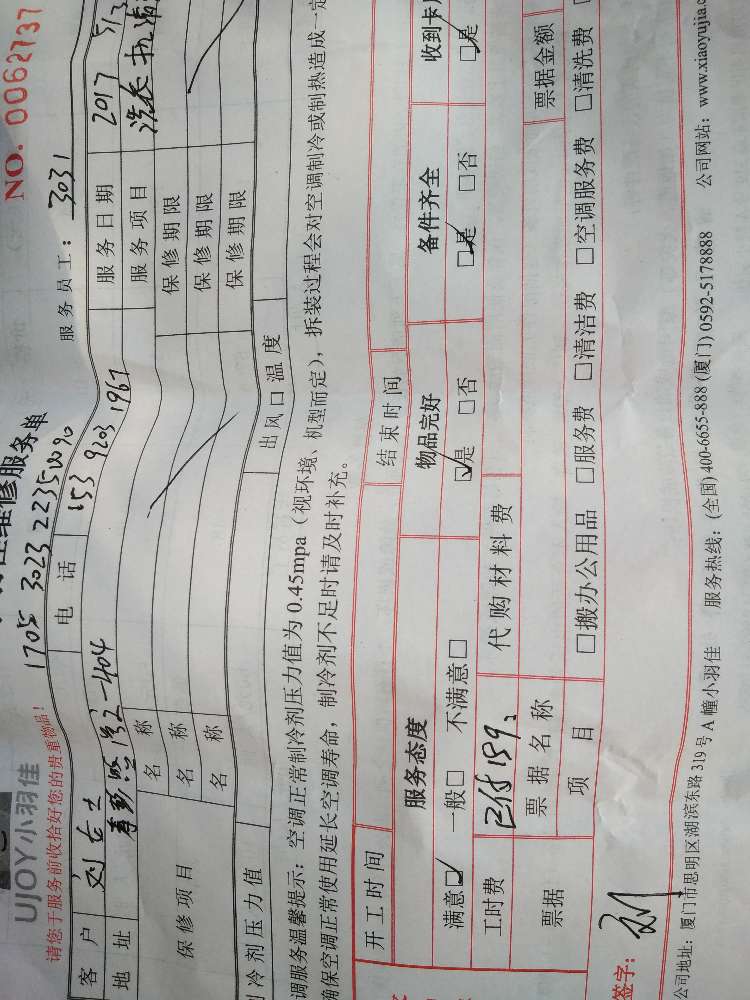 NO. 0062737
UJOY小羽佳
维修服务单
请您于服务前收拾好您的贵重物品！
1705 3023 2235 0090
服务员工：3031
客户 刘女士 电话 153 9203 1967 服务日期 2017 5/2
地址 1#2-404 服务项目
保修项目 名称 保修期限
名称 保修期限
名称 保修期限
冷剂压力值 出风口温度
调服务温馨提示：空调正常制冷剂压力值为 0.45mpa（视环境、机型而定），拆装过程会对空调制冷或制热造成一定
确保空调正常使用延长空调寿命，制冷剂不足时请及时补充。
开工时间 结束时间
服务态度 物品完好 备件齐全 收到卡
满意☑ 一般□ 不满意□ ☑是 □否 ☑是 □否 ☑是
工时费 已付189 代购材料费
票据 票据名称 票据金额
项目 □搬办公用品 □服务费 □清洁费 □空调服务费 □清洗费
签字：刘
公司地址：厦门市思明区湖滨东路 319 号 A 幢小羽佳 服务热线：(全国) 400-6655-888 (厦门) 0592-5178888 公司网站：www.xiaoyujia.c